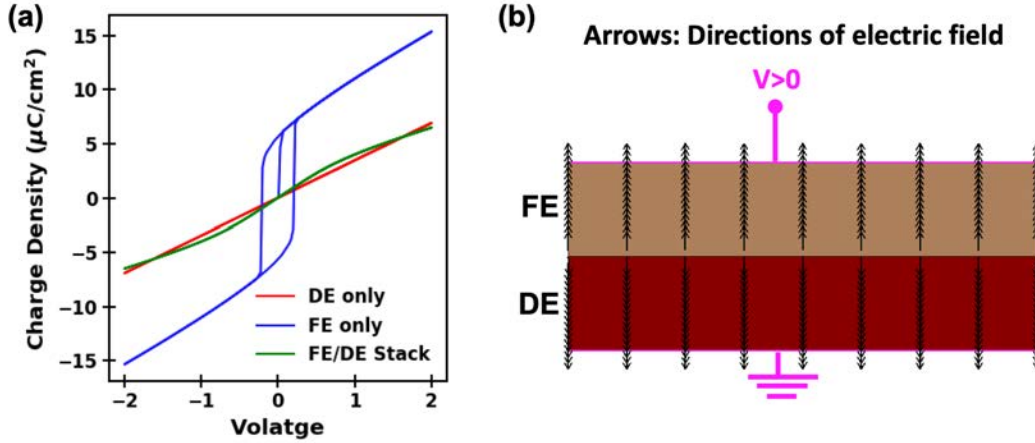 (a)
Charge Density (μC/cm²)
15
10
5
0
−5
−10
−15
DE only
FE only
FE/DE Stack
−2
−1
0
1
2
Volatge
(b)
Arrows: Directions of electric field
V>0
FE
DE